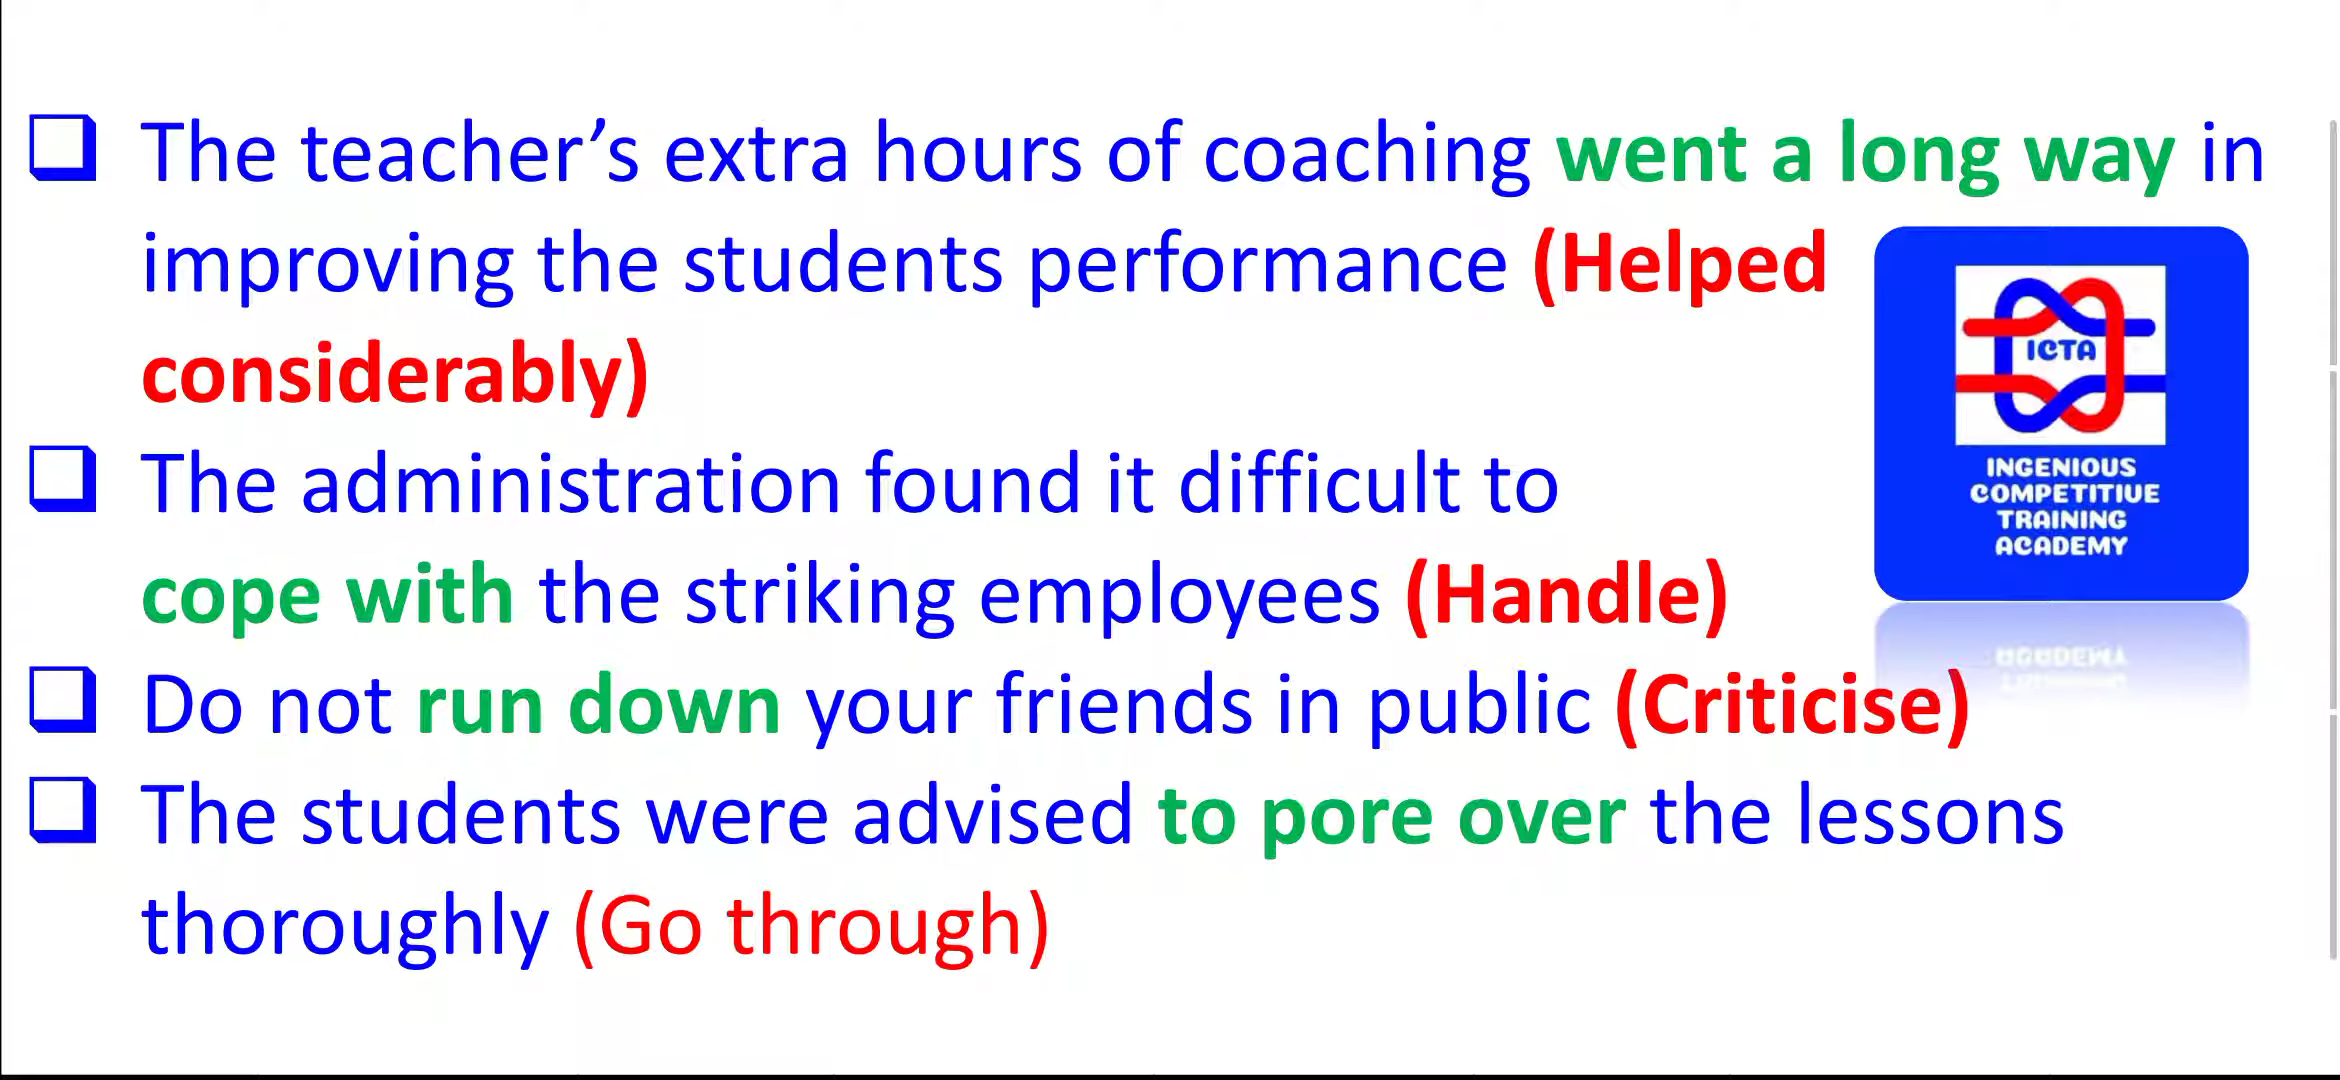 The teacher’s extra hours of coaching went a long way in
improving the students performance (Helped
considerably)
The administration found it difficult to
cope with the striking employees (Handle)
Do not run down your friends in public (Criticise)
The students were advised to pore over the lessons
thoroughly (Go through)
ICTA
INGENIOUS
COMPETITIVE
TRAINING
ACADEMY